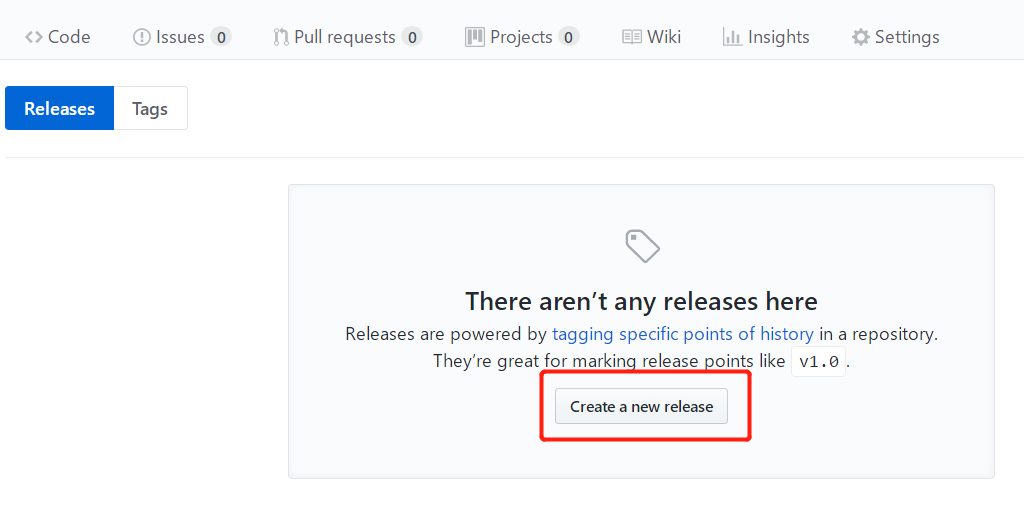 Code Issues 0 Pull requests 0 Projects 0 Wiki Insights Settings
Releases Tags
There aren’t any releases here
Releases are powered by tagging specific points of history in a repository.
They’re great for marking release points like v1.0.
Create a new release